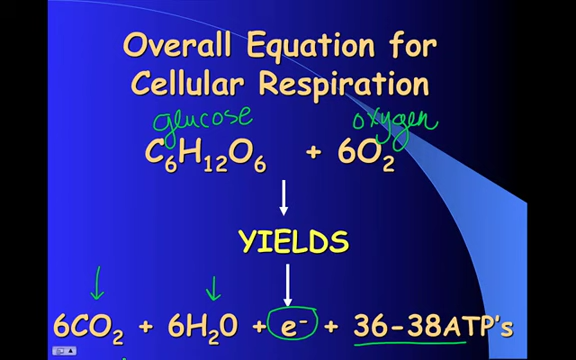 Overall Equation for
Cellular Respiration
glucose oxygen
C₆H₁₂O₆ + 6O₂
YIELDS
6CO₂ + 6H₂0 + e⁻ + 36-38ATP's